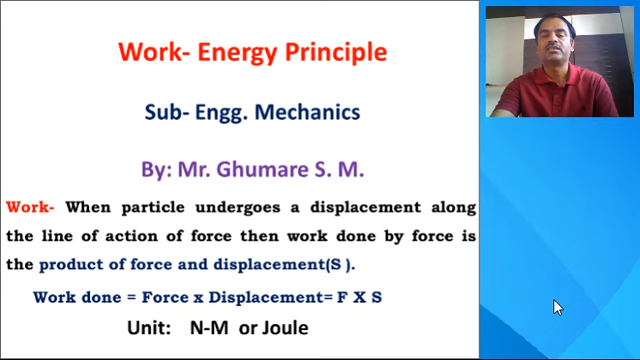 Work- Energy Principle
Sub- Engg. Mechanics
By: Mr. Ghumare S. M.
Work- When particle undergoes a displacement along
the line of action of force then work done by force is
the product of force and displacement(S ).
Work done = Force x Displacement= F X S
Unit: N-M or Joule